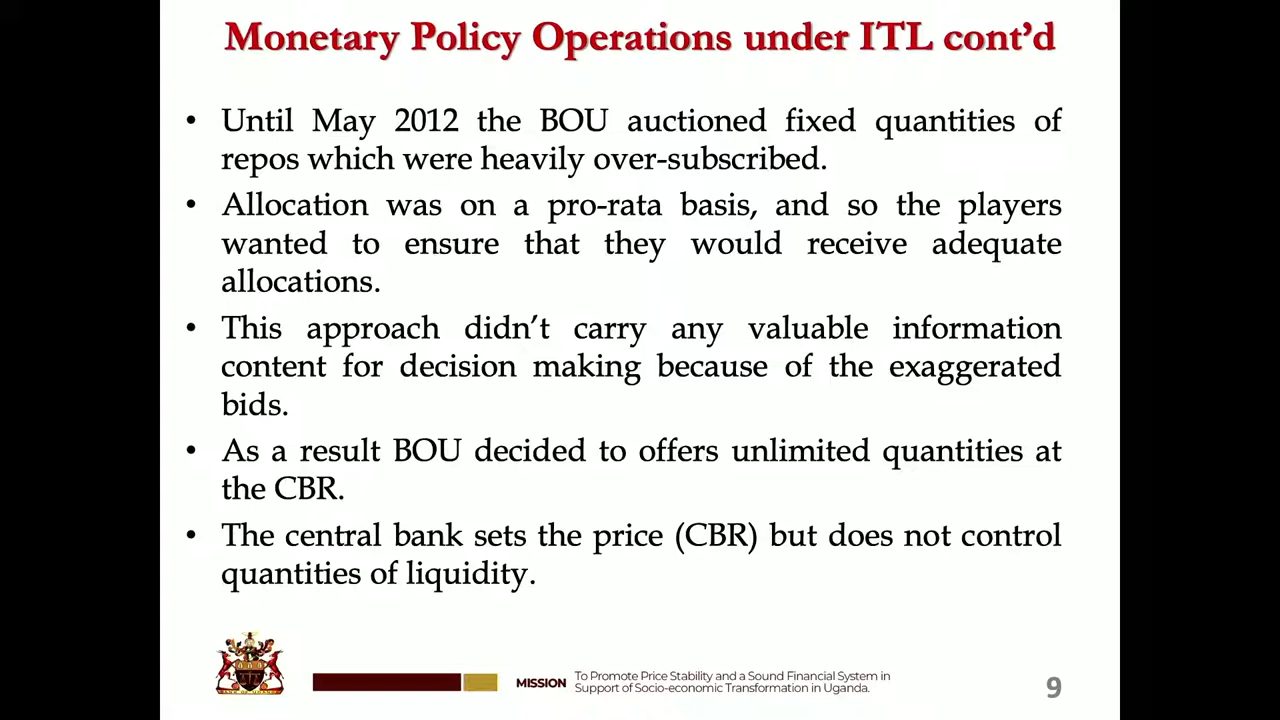 Monetary Policy Operations under ITL cont’d
• Until May 2012 the BOU auctioned fixed quantities of
repos which were heavily over-subscribed.
• Allocation was on a pro-rata basis, and so the players
wanted to ensure that they would receive adequate
allocations.
• This approach didn’t carry any valuable information
content for decision making because of the exaggerated
bids.
• As a result BOU decided to offers unlimited quantities at
the CBR.
• The central bank sets the price (CBR) but does not control
quantities of liquidity.
MISSION
To Promote Price Stability and a Sound Financial System in
Support of Socio-economic Transformation in Uganda.
9